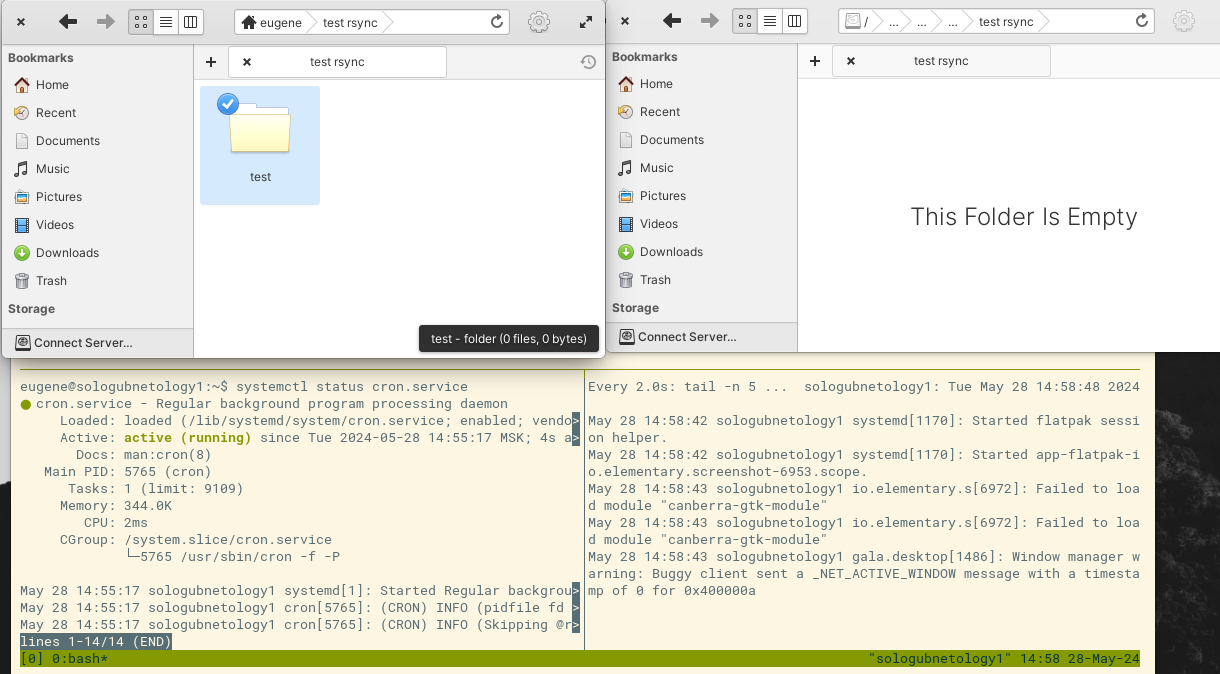 eugene
test rsync
Bookmarks
Home
Recent
Documents
Music
Pictures
Videos
Downloads
Trash
Storage
Connect Server...
test rsync
test
test - folder (0 files, 0 bytes)
/ ... ... ... test rsync
Bookmarks
Home
Recent
Documents
Music
Pictures
Videos
Downloads
Trash
Storage
Connect Server...
test rsync
This Folder Is Empty
eugene@sologubnetology1:~$ systemctl status cron.service
● cron.service - Regular background program processing daemon
Loaded: loaded (/lib/systemd/system/cron.service; enabled; vendo>
Active: active (running) since Tue 2024-05-28 14:55:17 MSK; 4s a>
Docs: man:cron(8)
Main PID: 5765 (cron)
Tasks: 1 (limit: 9109)
Memory: 344.0K
CPU: 2ms
CGroup: /system.slice/cron.service
└─5765 /usr/sbin/cron -f -P
May 28 14:55:17 sologubnetology1 systemd[1]: Started Regular backgrou>
May 28 14:55:17 sologubnetology1 cron[5765]: (CRON) INFO (pidfile fd >
May 28 14:55:17 sologubnetology1 cron[5765]: (CRON) INFO (Skipping @r>
lines 1-14/14 (END)
Every 2.0s: tail -n 5 ... sologubnetology1: Tue May 28 14:58:48 2024
May 28 14:58:42 sologubnetology1 systemd[1170]: Started flatpak sessi
on helper.
May 28 14:58:42 sologubnetology1 systemd[1170]: Started app-flatpak-i
o.elementary.screenshot-6953.scope.
May 28 14:58:43 sologubnetology1 io.elementary.s[6972]: Failed to loa
d module "canberra-gtk-module"
May 28 14:58:43 sologubnetology1 io.elementary.s[6972]: Failed to loa
d module "canberra-gtk-module"
May 28 14:58:43 sologubnetology1 gala.desktop[1486]: Window manager w
arning: Buggy client sent a _NET_ACTIVE_WINDOW message with a timesta
mp of 0 for 0x400000a
[0] 0:bash* "sologubnetology1" 14:58 28-May-24